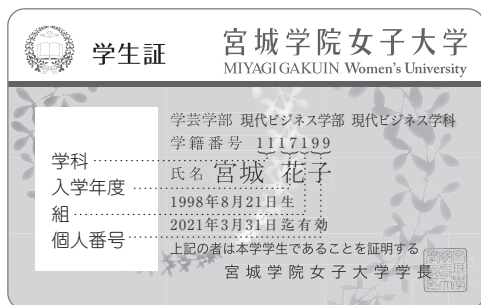 学生証
宮城学院女子大学
MIYAGI GAKUIN Women's University
学芸学部 現代ビジネス学部 現代ビジネス学科
学籍番号 1117199
氏名 宮城 花子
1998年8月21日生
2021年3月31日迄有効
上記の者は本学学生であることを証明する
宮城学院女子大学学長
学科
入学年度
組
個人番号